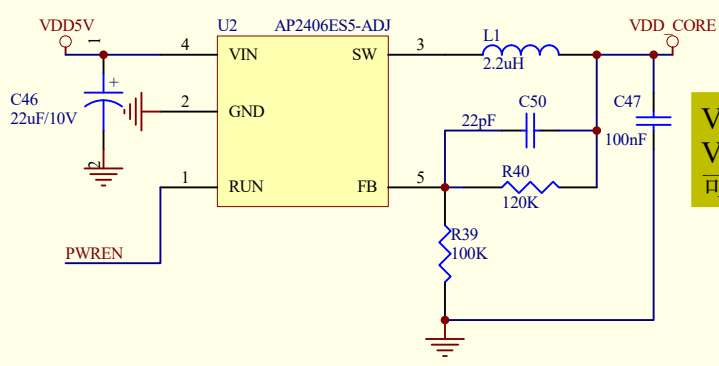 VDD5V
1
C46
22uF/10V
2
PWREN
U2
AP2406ES5-ADJ
4
VIN
2
GND
1
RUN
SW
3
FB
5
L1
2.2uH
C50
22pF
R40
120K
R39
100K
VDD_CORE
C47
100nF
V
V